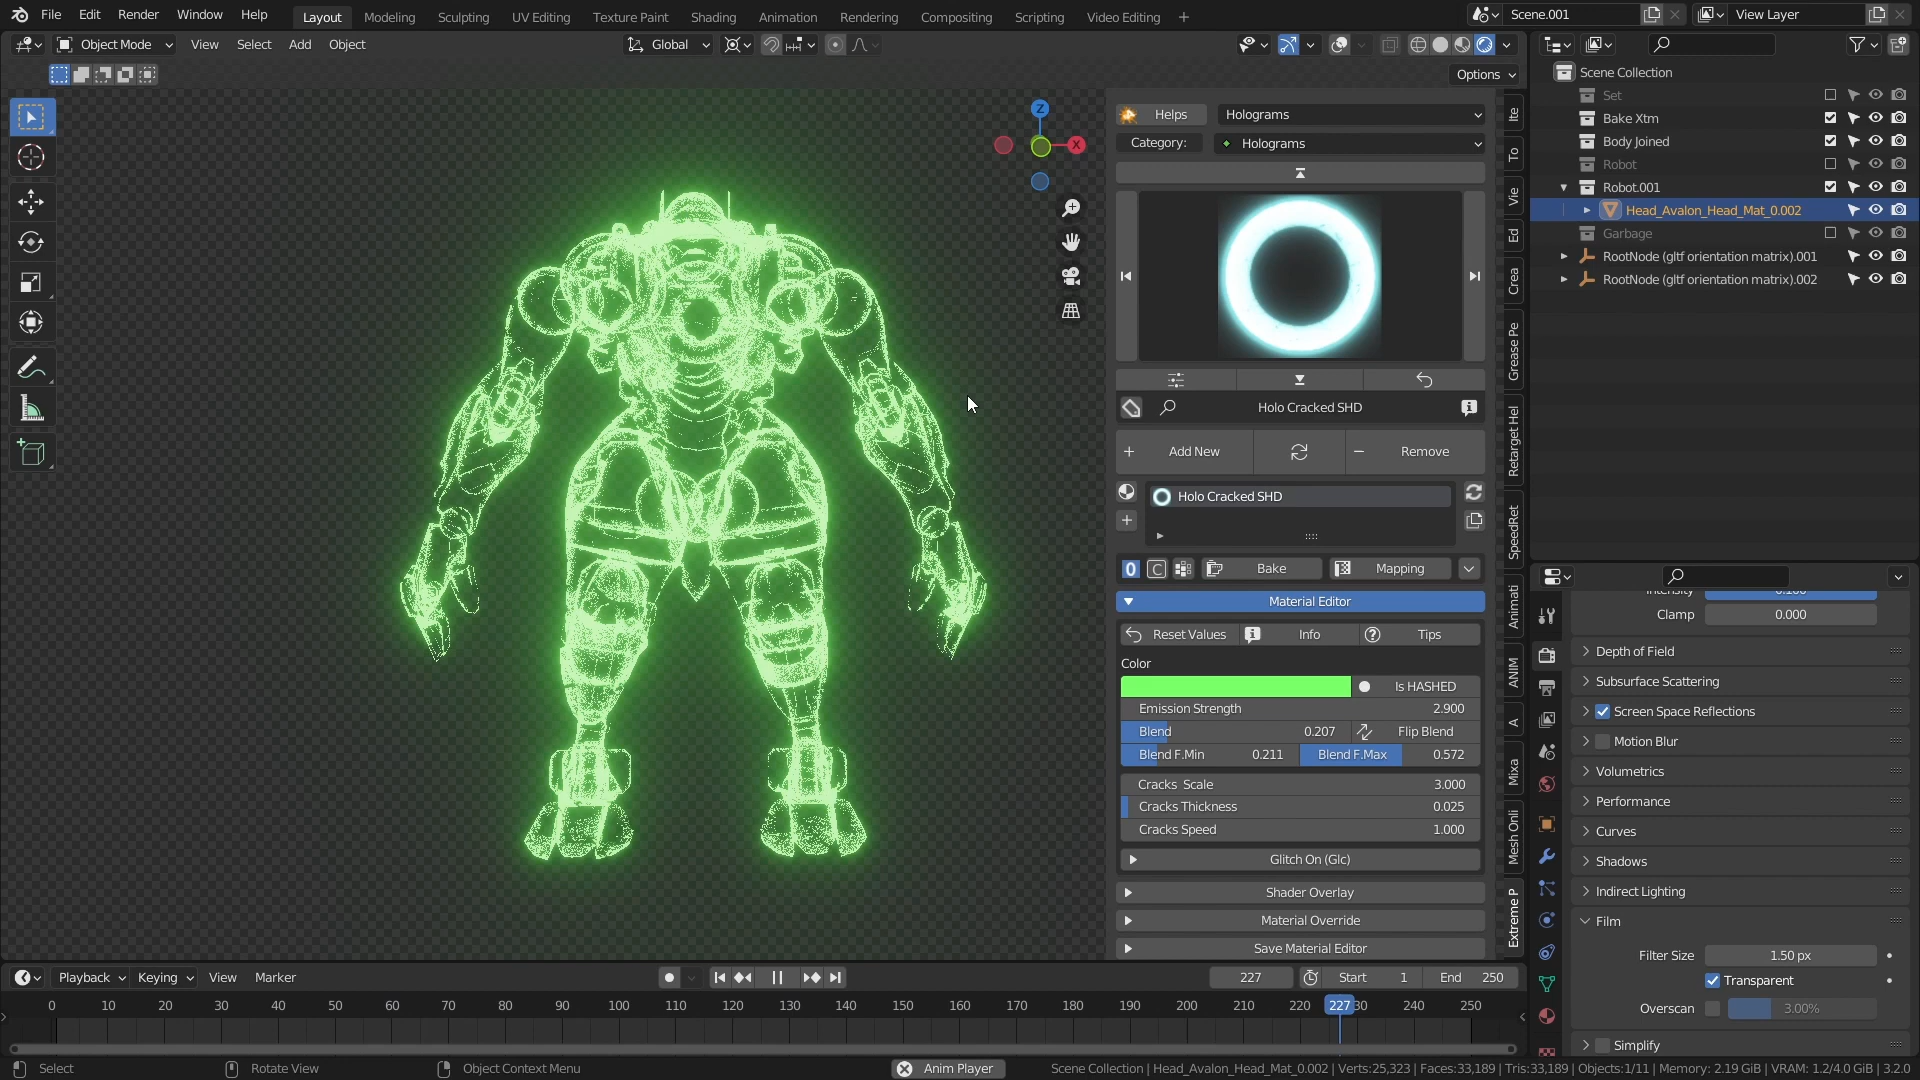 File Edit Render Window Help Layout Modeling Sculpting UV Editing Texture Paint Shading Animation Rendering Compositing Scripting Video Editing + Scene.001 View Layer
Object Mode View Select Add Object Global
Options
Scene Collection
Set
Bake Xtm
Body Joined
Robot
Robot.001
Head_Avalon_Head_Mat_0.002
Garbage
RootNode (gltf orientation matrix).001
RootNode (gltf orientation matrix).002
Z
X
Helps Holograms
Category: Holograms
Holo Cracked SHD
Add New Remove
Holo Cracked SHD
0 C Bake Mapping
Material Editor
Reset Values Info Tips
Color
Is HASHED
Emission Strength 2.900
Blend 0.207 Flip Blend
Blend F.Min 0.211 Blend F.Max 0.572
Cracks Scale 3.000
Cracks Thickness 0.025
Cracks Speed 1.000
Glitch On (Glc)
Shader Overlay
Material Override
Save Material Editor
Ite
To
Vie
Ed
Crea
Grease Pe
Retarget Hel
SpeedRet
Animati
ANIM
A
Mixa
Mesh Onli
Extreme P
Intensity 0.100
Clamp 0.000
Depth of Field
Subsurface Scattering
Screen Space Reflections
Motion Blur
Volumetrics
Performance
Curves
Shadows
Indirect Lighting
Film
Filter Size 1.50 px
Transparent
Overscan 3.00%
Simplify
Playback Keying View Marker 227 Start 1 End 250
0 10 20 30 40 50 60 70 80 90 100 110 120 130 140 150 160 170 180 190 200 210 220 227 30 240 250
Select Rotate View Object Context Menu Anim Player Scene Collection | Head_Avalon_Head_Mat_0.002 | Verts:25,323 | Faces:33,189 | Tris:33,189 | Objects:1/11 | Memory: 2.19 GiB | VRAM: 1.2/4.0 GiB | 3.2.0